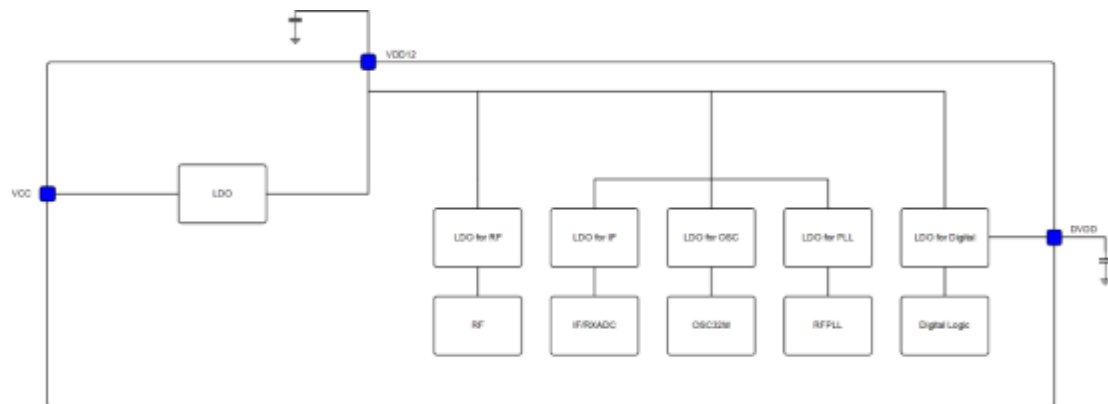 VDD12
VCC
LDO
LDO for RF
LDO for IF
LDO for OSC
LDO for PLL
LDO for Digital
DVDD
RF
IF/RXADC
OSC32M
RFPLL
Digital Logic